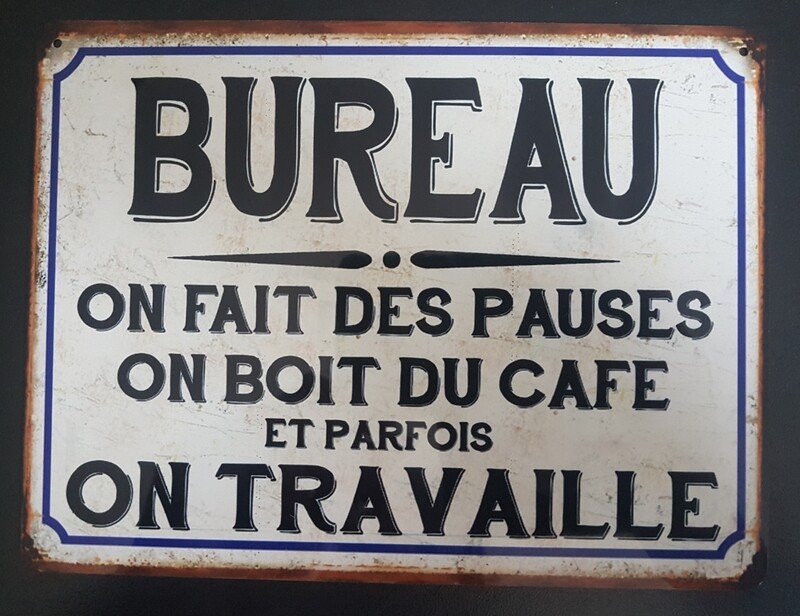 BUREAU
ON FAIT DES PAUSES
ON BOIT DU CAFE
ET PARFOIS
ON TRAVAILLE